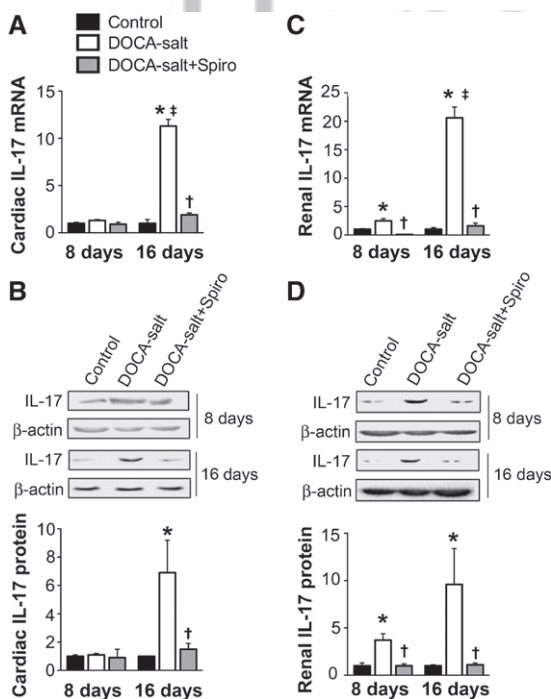 A
Control
DOCA-salt
DOCA-salt+Spiro
Cardiac IL-17 mRNA
15
10
5
0
* ‡
†
8 days
16 days
C
Renal IL-17 mRNA
25
20
15
10
5
0
*
†
* ‡
†
8 days
16 days
B
Control
DOCA-salt
DOCA-salt+Spiro
IL-17
β-actin
8 days
IL-17
β-actin
16 days
Cardiac IL-17 protein
10
8
6
4
2
0
*
†
8 days
16 days
D
Control
DOCA-salt
DOCA-salt+Spiro
IL-17
β-actin
8 days
IL-17
β-actin
16 days
Renal IL-17 protein
15
10
5
0
*
†
*
†
8 days
16 days